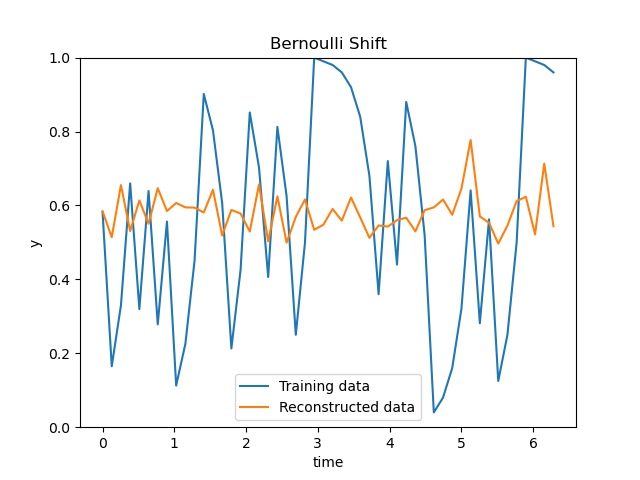 Bernoulli Shift
1.0
0.8
0.6
0.4
0.2
0.0
y
0 1 2 3 4 5 6
time
Training data
Reconstructed data